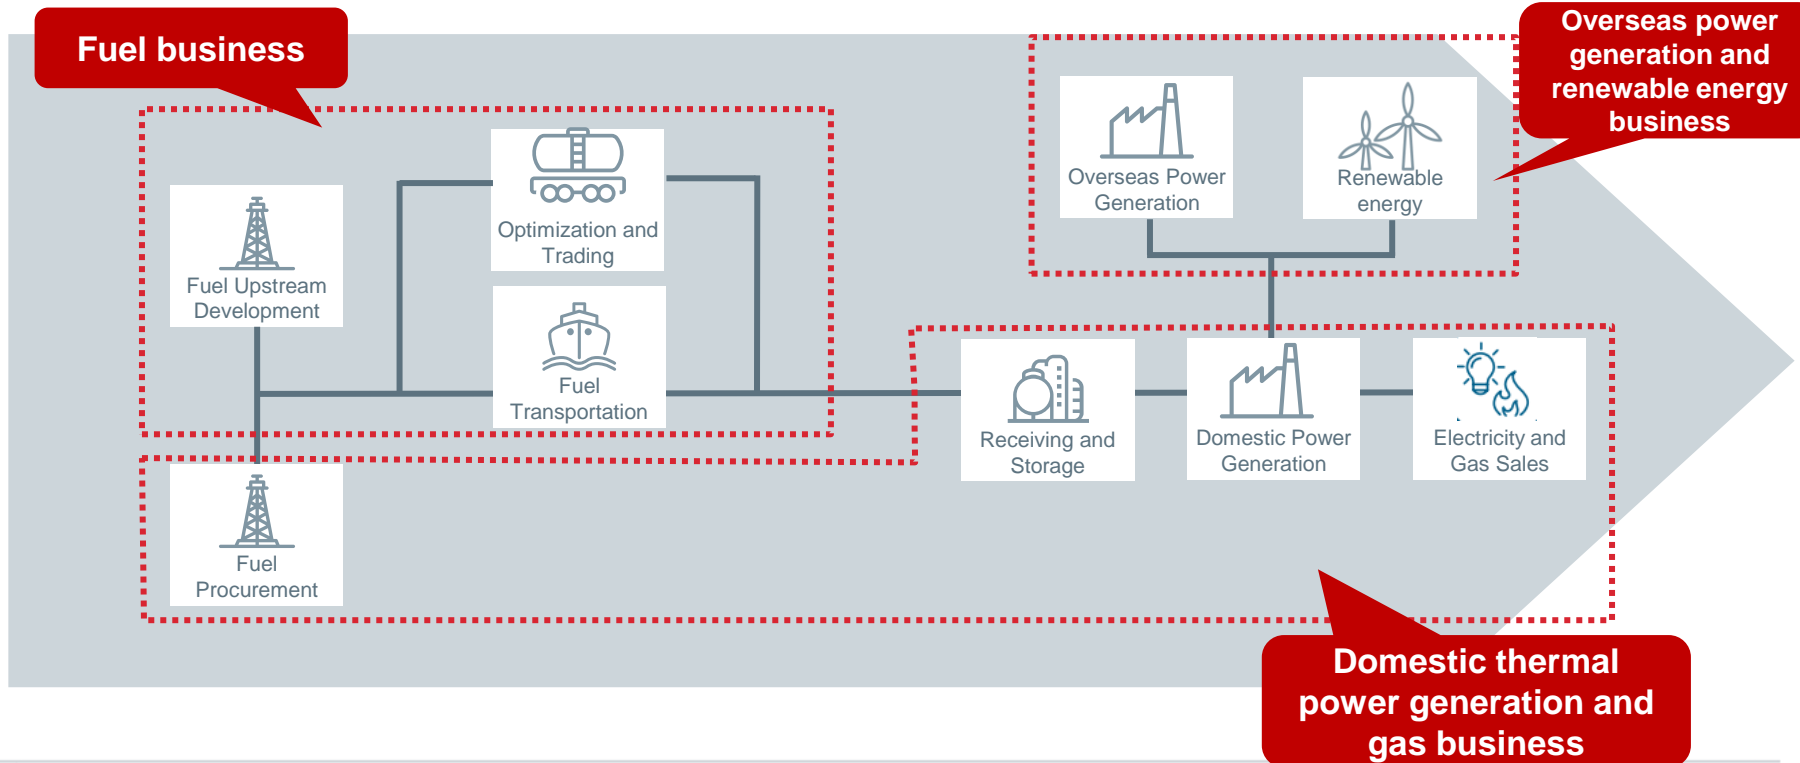 Fuel business
Overseas power
generation and
renewable energy
business
Overseas Power
Generation
Renewable
energy
Optimization and
Trading
Fuel Upstream
Development
Fuel
Transportation
Receiving and
Storage
Domestic Power
Generation
Electricity and
Gas Sales
Fuel
Procurement
Domestic thermal
power generation and
gas business